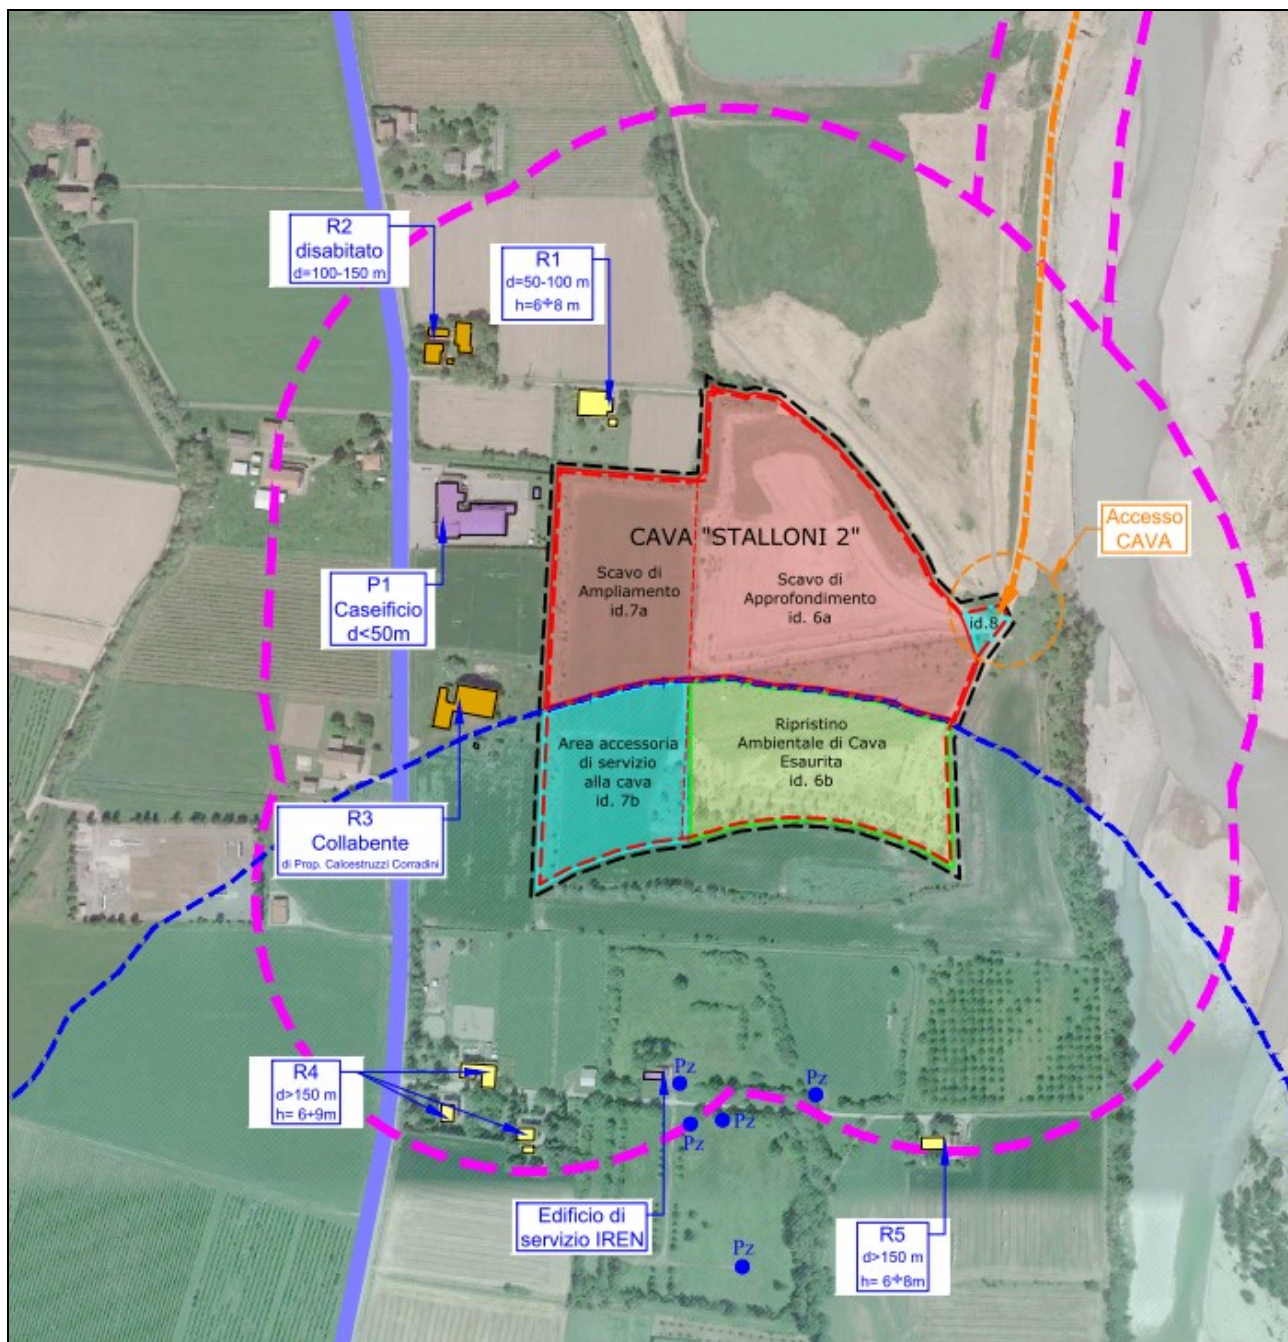 R2
disabitato
d=100-150 m
R1
d=50-100 m
h=6÷8 m
Accesso
CAVA
CAVA "STALLONI 2"
Scavo di
Ampliamento
id.7a
Scavo di
Approfondimento
id. 6a
id.8
P1
Caseificio
d<50m
Area accessoria
di servizio
alla cava
id. 7b
Ripristino
Ambientale di Cava
Esaurita
id. 6b
R3
Collabente
di Prop. Calcestruzzi Corradini
R4
d>150 m
h= 6÷9m
Pz
Pz
Pz
Pz
Edificio di
servizio IREN
Pz
R5
d>150 m
h= 6÷8m